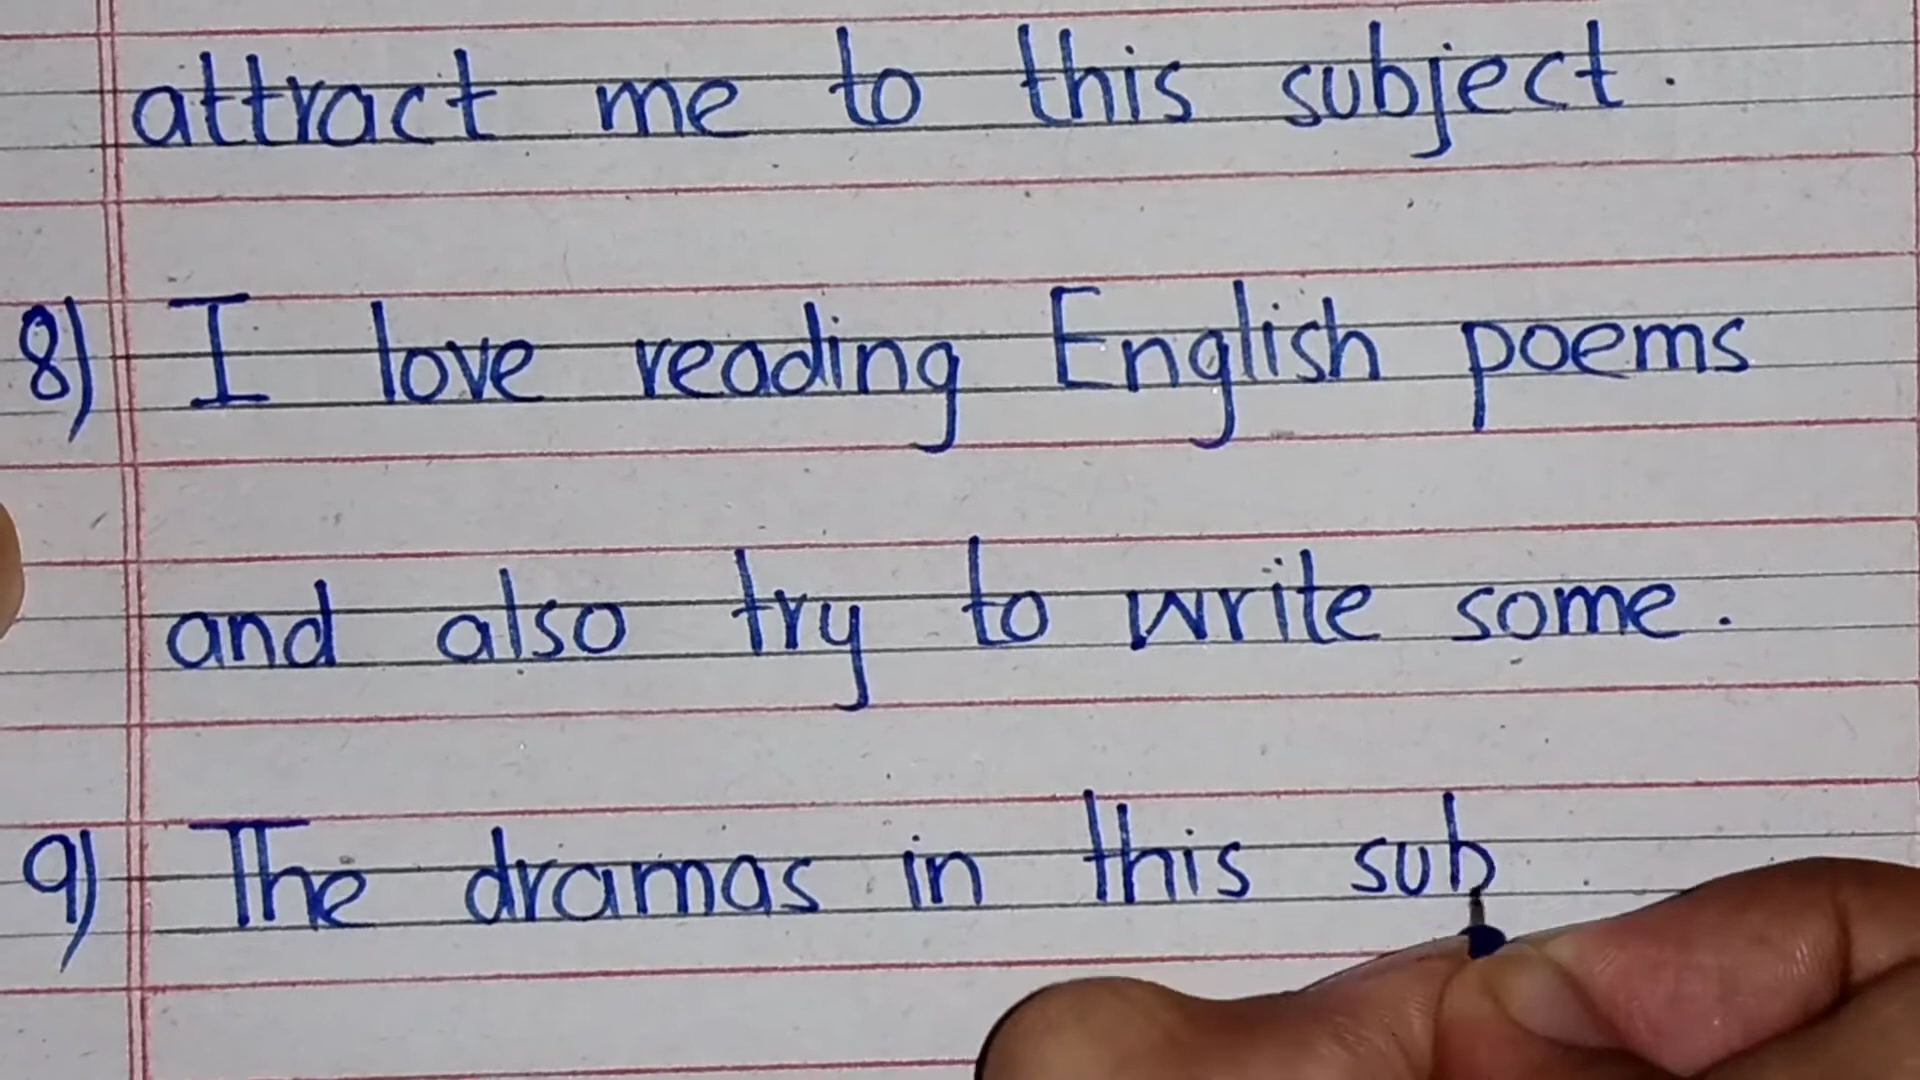 attract me to this subject.
8) I love reading English poems
and also try to write some.
9) The dramas in this sub